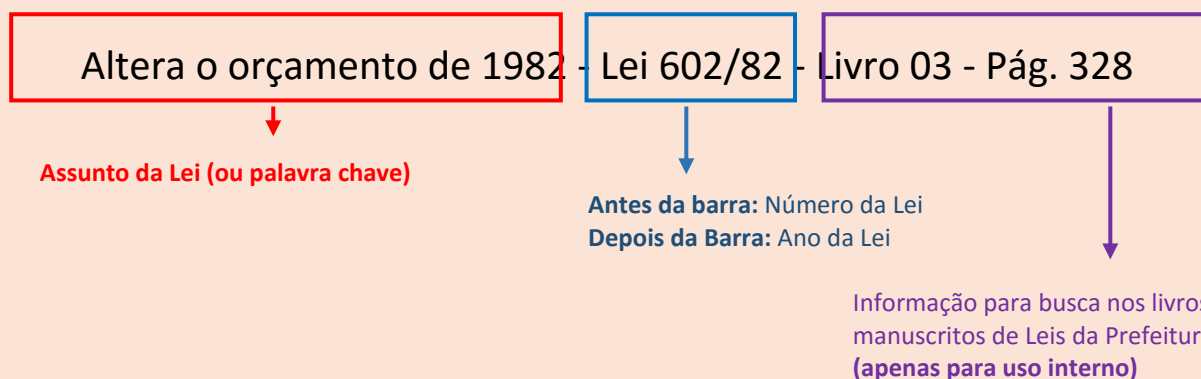 Altera o orçamento de 1982 - Lei 602/82 - Livro 03 - Pág. 328
Assunto da Lei (ou palavra chave)
Antes da barra: Número da Lei
Depois da Barra: Ano da Lei
Informação para busca nos livros
manuscritos de Leis da Prefeitur
(apenas para uso interno)